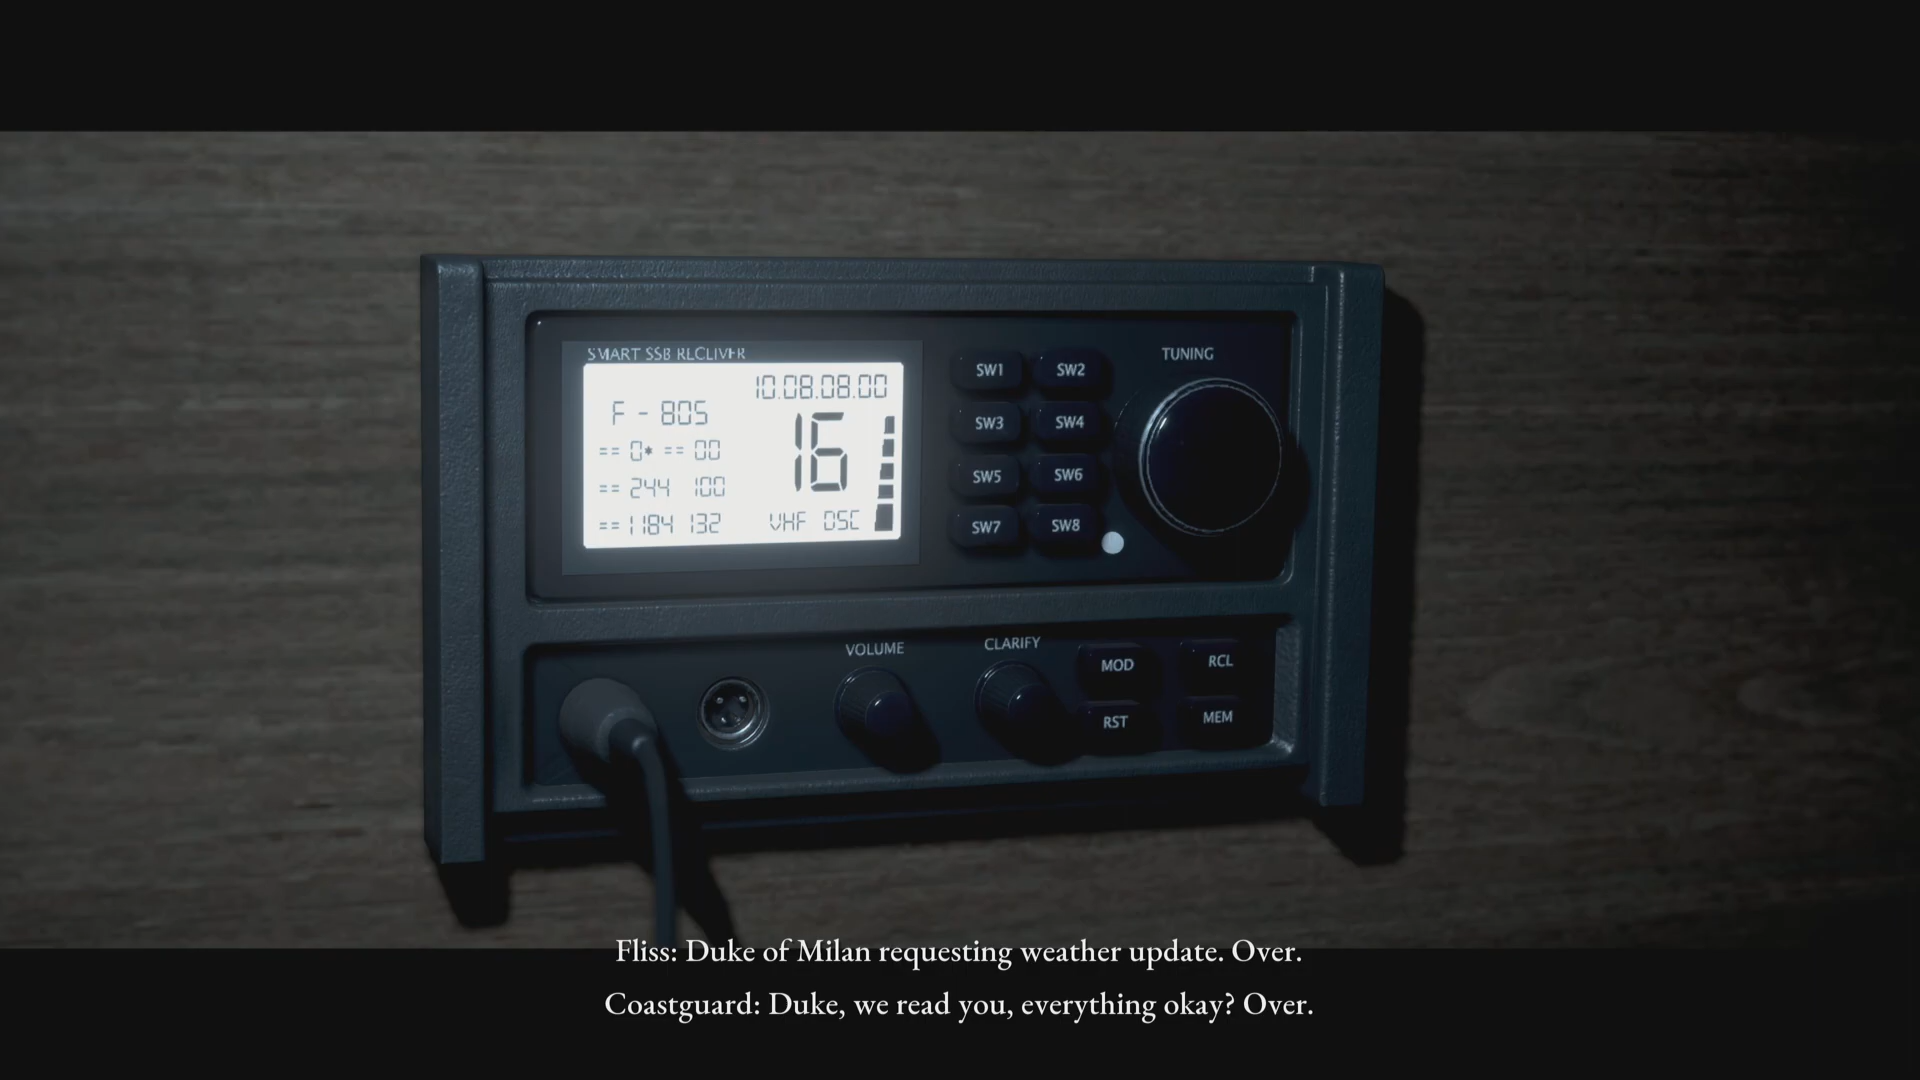 SMART SSB RECEIVER
10.08.08.00
F - 805
16
== 0* == 00
== 244 100
==1184 132
VHF DSC
SW1 SW2
SW3 SW4
SW5 SW6
SW7 SW8
TUNING
VOLUME
CLARIFY
MOD RCL
RST MEM
Fliss: Duke of Milan requesting weather update. Over.
Coastguard: Duke, we read you, everything okay? Over.